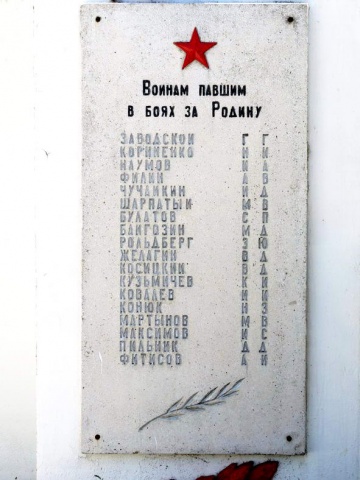 Воинам павшим
в боях за Родину
ЗАВОДСКОЙ Г Г
КОРНИЕНКО Н И
НАУМОВ И А
ФИЛИН А В
ЧУЧАЙКИН И Д
ШАРПАТЫЙ М В
БУЛАТОВ С П
БАЙГОЗИН М Д
РОЛЬДБЕРГ З Ю
ЖЕЛАГИН В Д
КОСИЦКИЙ В Д
КУЗЬМИЧЕВ К И
КОВАЛЕВ И И
КОНЮК Н З
МАРТЫНОВ М В
МАКСИМОВ И С
ПИЛЬНИК Д Д
ФИТИСОВ А И